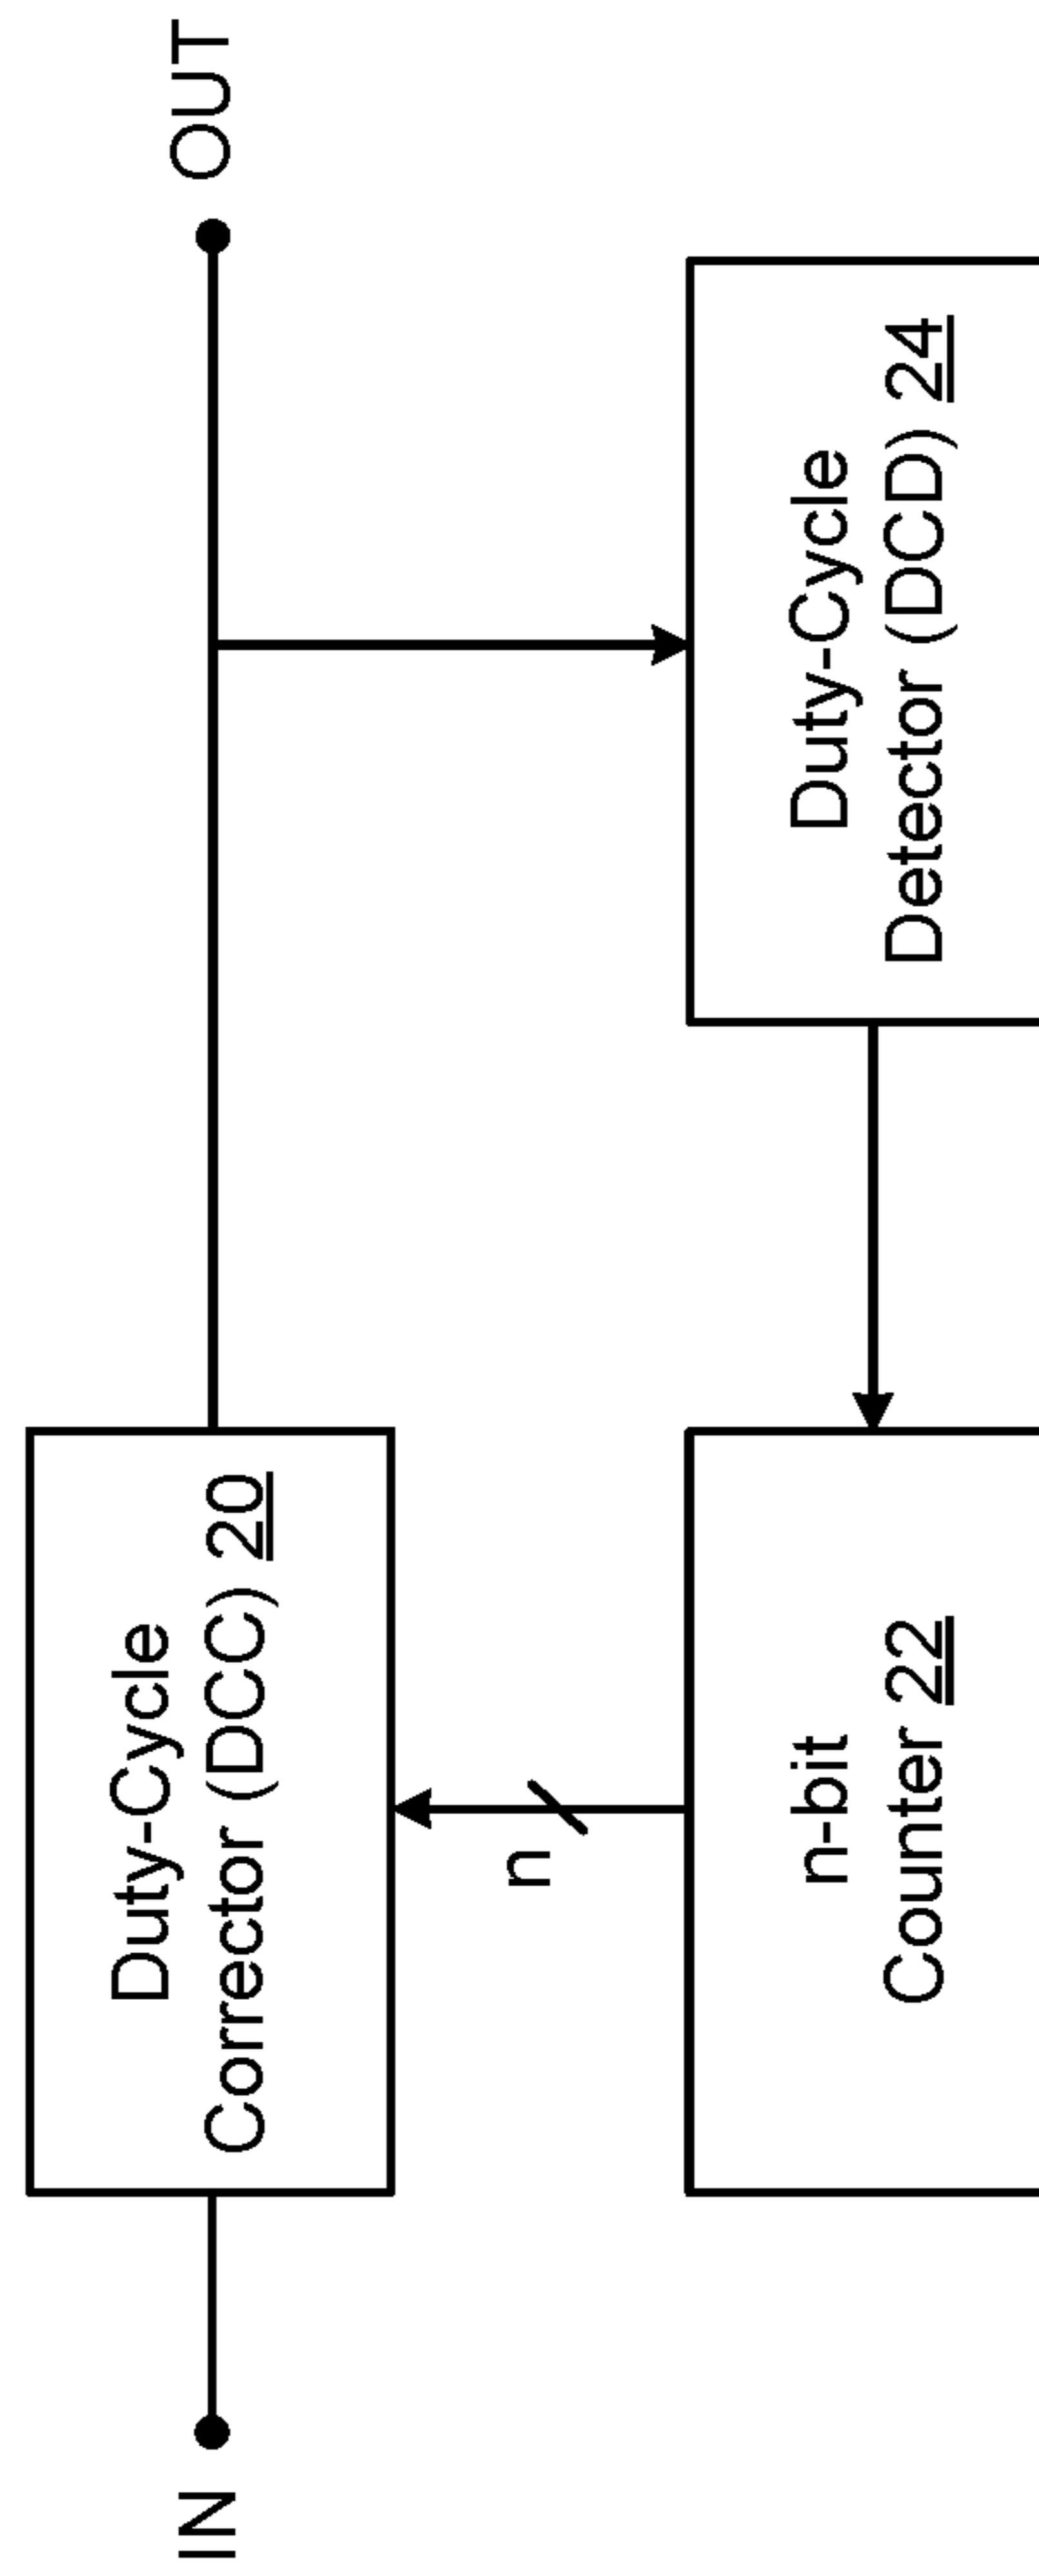 IN
Duty-Cycle
Corrector (DCC) 20
OUT
n
n-bit
Counter 22
Duty-Cycle
Detector (DCD) 24